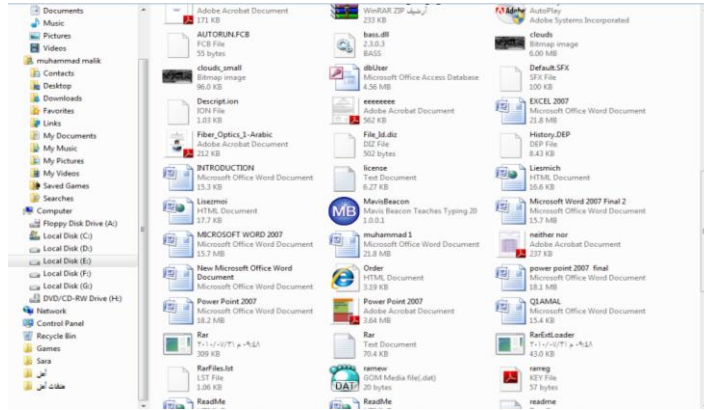 Documents
Music
Pictures
Videos
muhammad malik
Contacts
Desktop
Downloads
Favorites
Links
My Documents
My Music
My Pictures
My Videos
Saved Games
Searches
Computer
Floppy Disk Drive (A:)
Local Disk (C:)
Local Disk (D:)
Local Disk (E:)
Local Disk (F:)
Local Disk (G:)
DVD/CD-RW Drive (H:)
Network
Control Panel
Recycle Bin
Games
Sara
أمل
ملفات أمل
Adobe Acrobat Document
171 KB
أرشيف WinRAR ZIP
233 KB
Adobe
AutoPlay
Adobe Systems Incorporated
AUTORUN.FCB
FCB File
55 bytes
bass.dll
2.3.0.3
BASS
clouds
Bitmap image
6.00 MB
clouds_small
Bitmap image
96.0 KB
dbUser
Microsoft Office Access Database
4.56 MB
Default.SFX
SFX File
100 KB
Descript.ion
ION File
1.03 KB
eeeeeeee
Adobe Acrobat Document
562 KB
EXCEL 2007
Microsoft Office Word Document
21.8 MB
Fiber_Optics_1-Arabic
Adobe Acrobat Document
212 KB
File_Id.diz
DIZ File
502 bytes
History.DEP
DEP File
8.43 KB
INTRODUCTION
Microsoft Office Word Document
15.3 KB
license
Text Document
6.27 KB
Liesmich
HTML Document
16.6 KB
Lisezmoi
HTML Document
17.7 KB
MB
MavisBeacon
Mavis Beacon Teaches Typing 20
1.0.0.1
Microsoft Word 2007 Final 2
Microsoft Office Word Document
15.7 MB
MICROSOFT WORD 2007
Microsoft Office Word Document
15.7 MB
muhammad 1
Microsoft Office Word Document
21.8 MB
neither nor
Adobe Acrobat Document
237 KB
New Microsoft Office Word
Document
Microsoft Office Word Document
Order
HTML Document
3.19 KB
power point 2007 final
Microsoft Office Word Document
18.1 MB
Power Point 2007
Microsoft Office Word Document
18.2 MB
Power Point 2007
Adobe Acrobat Document
3.64 MB
Q1AMAL
Microsoft Office Word Document
15.4 KB
Rar
309 KB
Rar
Text Document
70.4 KB
RarExtLoader
43.0 KB
RarFiles.lst
LST File
1.06 KB
DAT
ramew
GOM Media file(.dat)
20 bytes
rarreg
KEY File
57 bytes
ReadMe
ReadMe
readme